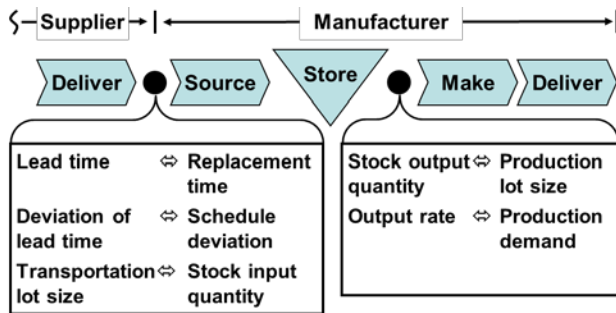 Supplier Manufacturer
Deliver Source Store Make Deliver
Lead time ⇔ Replacement
time
Deviation of ⇔ Schedule
lead time deviation
Transportation ⇔ Stock input
lot size quantity
Stock output ⇔ Production
quantity lot size
Output rate ⇔ Production
demand